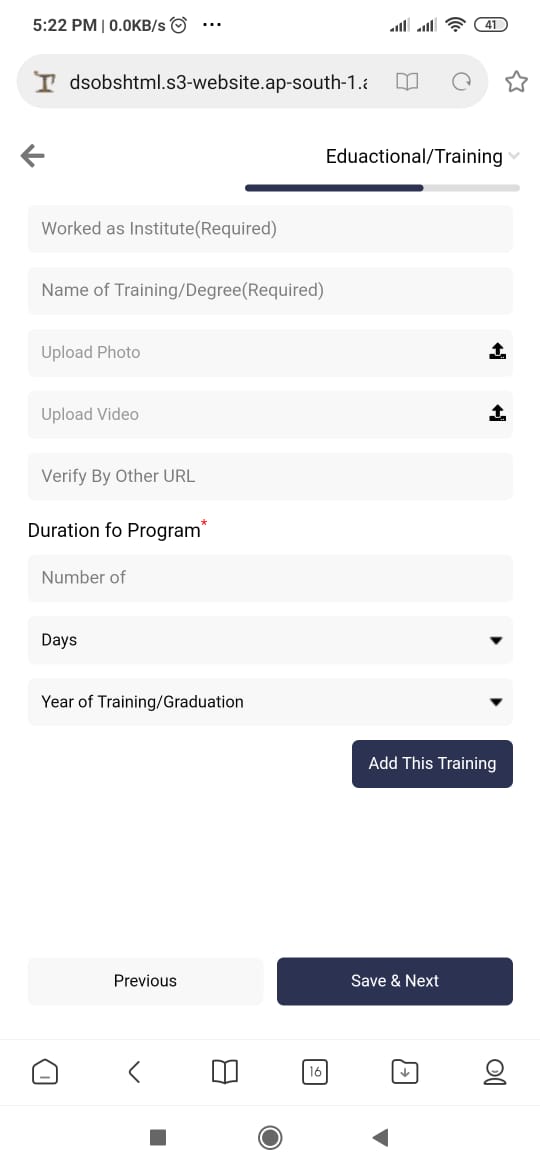 5:22 PM | 0.0KB/s ... 41
dsobshtml.s3-website.ap-south-1.a
Eduactional/Training
Worked as Institute(Required)
Name of Training/Degree(Required)
Upload Photo
Upload Video
Verify By Other URL
Duration fo Program*
Number of
Days
Year of Training/Graduation
Add This Training
Previous Save & Next
16